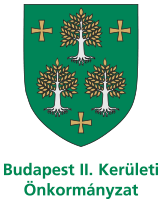 Budapest II. Kerületi
Önkormányzat